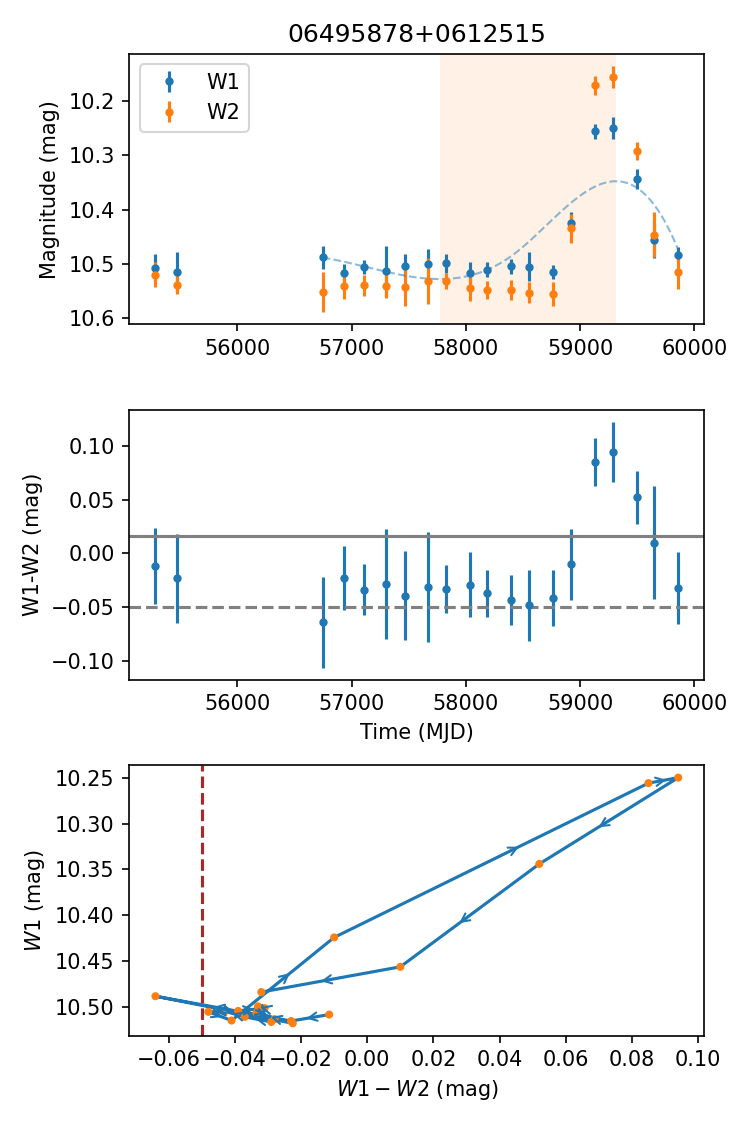 06495878+0612515
W1
W2
Magnitude (mag)
10.2
10.3
10.4
10.5
10.6
56000 57000 58000 59000 60000
W1-W2 (mag)
0.10
0.05
0.00
−0.05
−0.10
56000 57000 58000 59000 60000
Time (MJD)
W1 (mag)
10.25
10.30
10.35
10.40
10.45
10.50
−0.06 −0.04 −0.02 0.00 0.02 0.04 0.06 0.08 0.10
W1 − W2 (mag)